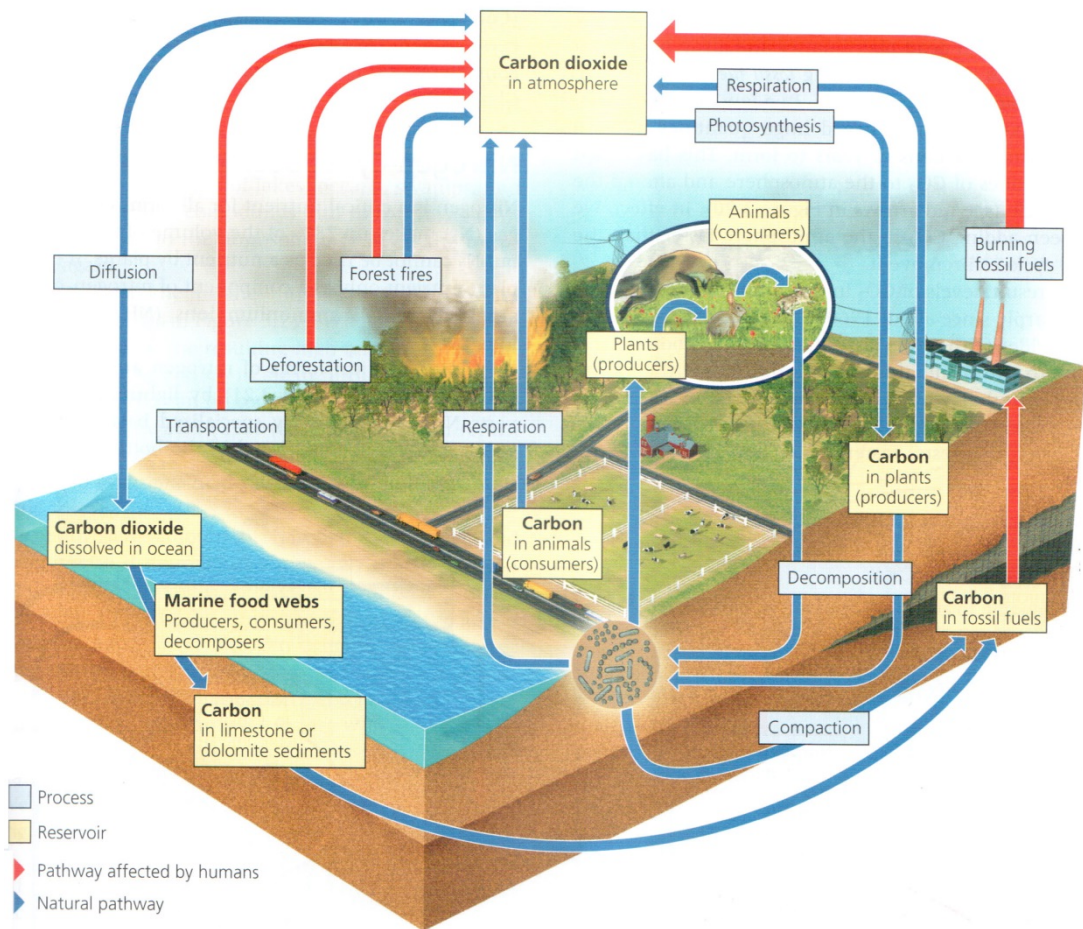 Carbon dioxide
in atmosphere
Respiration
Photosynthesis
Animals
(consumers)
Diffusion
Forest fires
Burning
fossil fuels
Plants
(producers)
Deforestation
Transportation
Respiration
Carbon
in plants
(producers)
Carbon dioxide
dissolved in ocean
Carbon
in animals
(consumers)
Decomposition
Marine food webs
Producers, consumers,
decomposers
Carbon
in fossil fuels
Carbon
in limestone or
dolomite sediments
Compaction
Process
Reservoir
Pathway affected by humans
Natural pathway